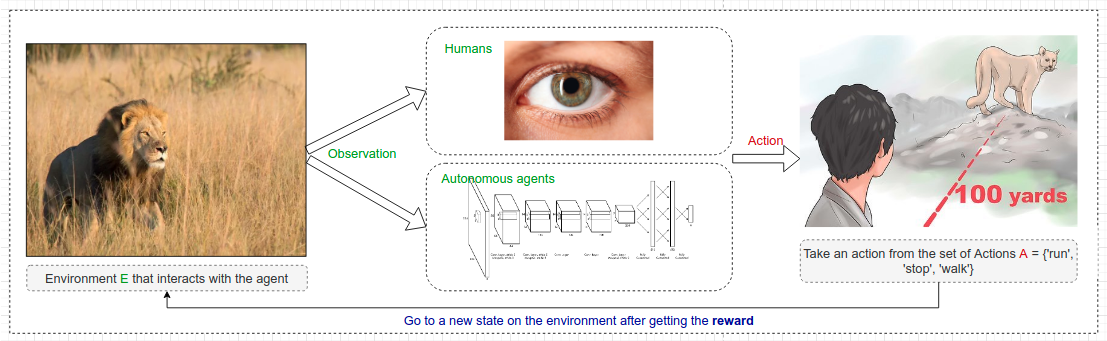 Humans
Observation
Autonomous agents
Action
100 yards
Environment E that interacts with the agent
Take an action from the set of Actions A = {'run',
'stop', 'walk'}
Go to a new state on the environment after getting the reward